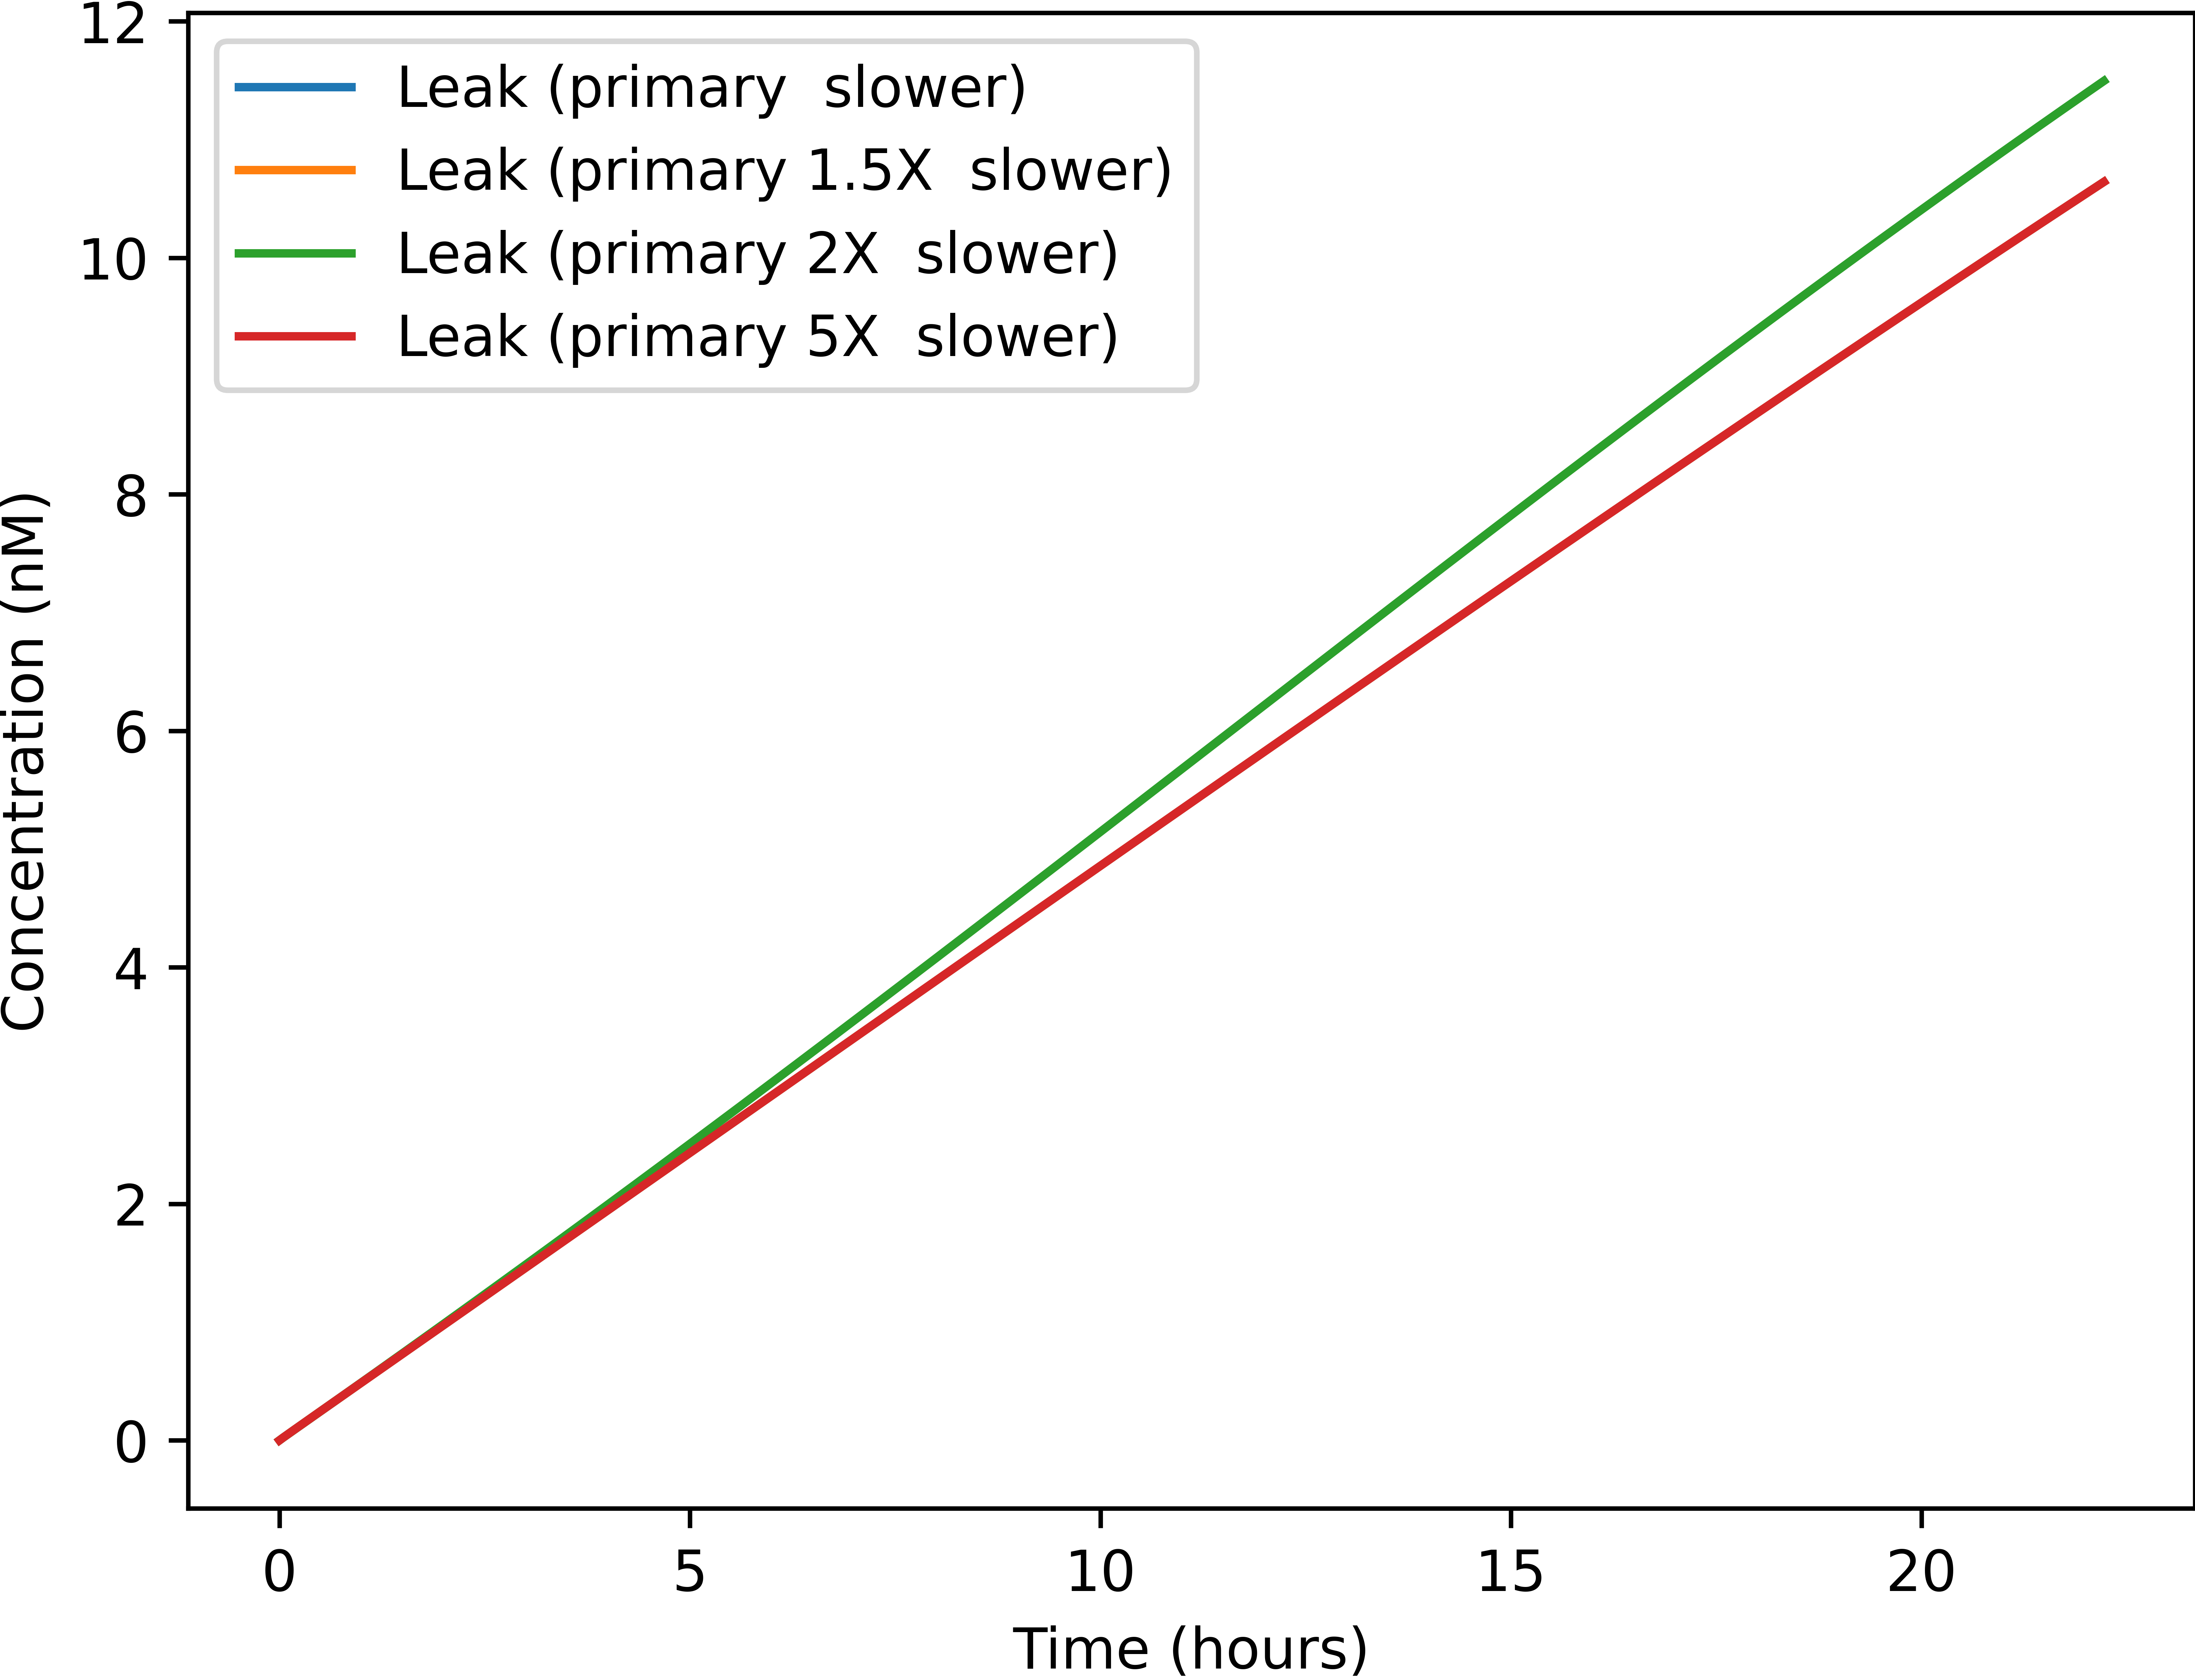 12
10
8
6
4
2
0
Concentration (nM)
Leak (primary  slower)
Leak (primary 1.5X  slower)
Leak (primary 2X  slower)
Leak (primary 5X  slower)
0 5 10 15 20
Time (hours)